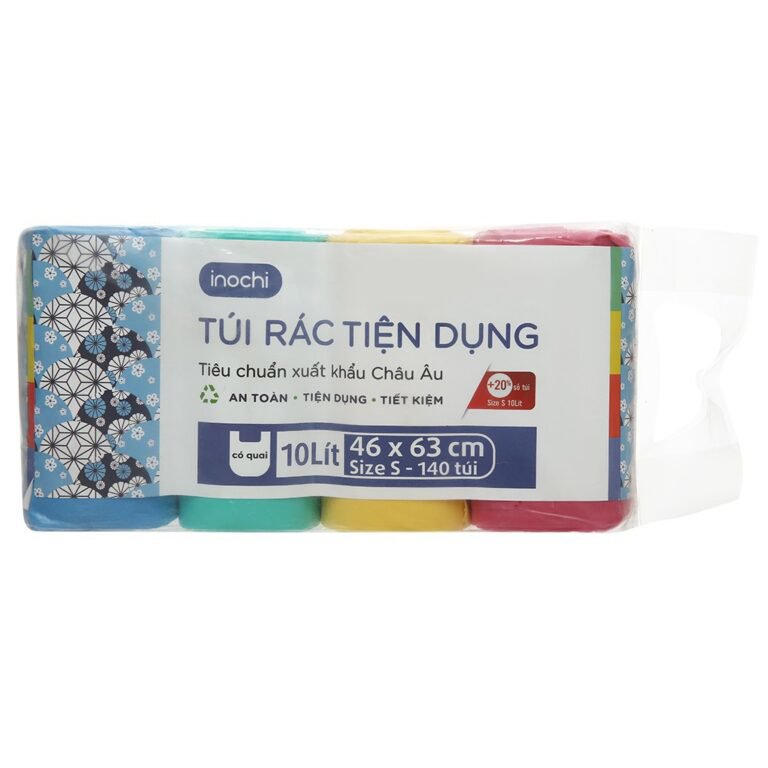 inochi
TÚI RÁC TIỆN DỤNG
Tiêu chuẩn xuất khẩu Châu Âu
AN TOÀN • TIỆN DỤNG • TIẾT KIỆM
+20% số túi
Size S 10Lit
có quai
10Lít
46 x 63 cm
Size S - 140 túi